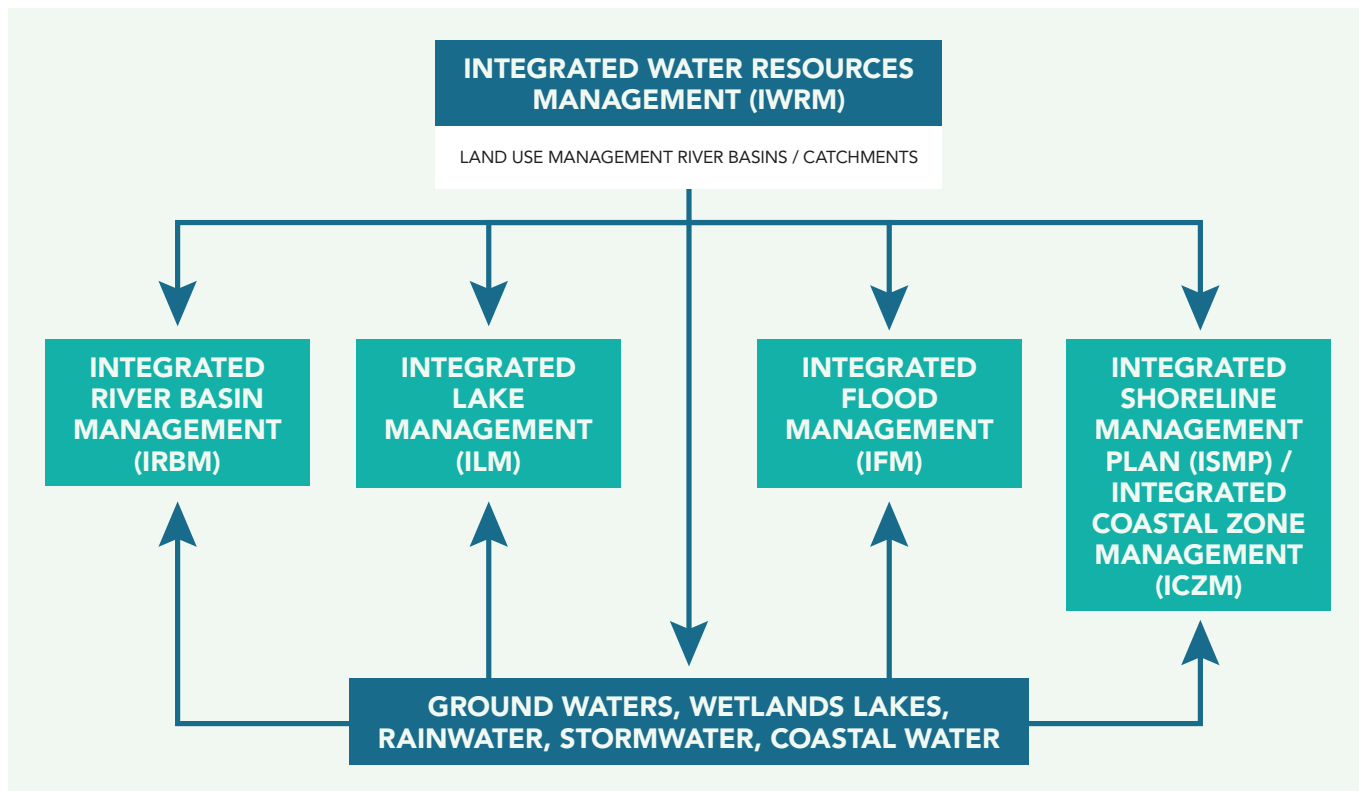 INTEGRATED WATER RESOURCES
MANAGEMENT (IWRM)
LAND USE MANAGEMENT RIVER BASINS / CATCHMENTS
INTEGRATED
RIVER BASIN
MANAGEMENT
(IRBM)
INTEGRATED
LAKE
MANAGEMENT
(ILM)
INTEGRATED
FLOOD
MANAGEMENT
(IFM)
INTEGRATED
SHORELINE
MANAGEMENT
PLAN (ISMP) /
INTEGRATED
COASTAL ZONE
MANAGEMENT
(ICZM)
GROUND WATERS, WETLANDS LAKES,
RAINWATER, STORMWATER, COASTAL WATER